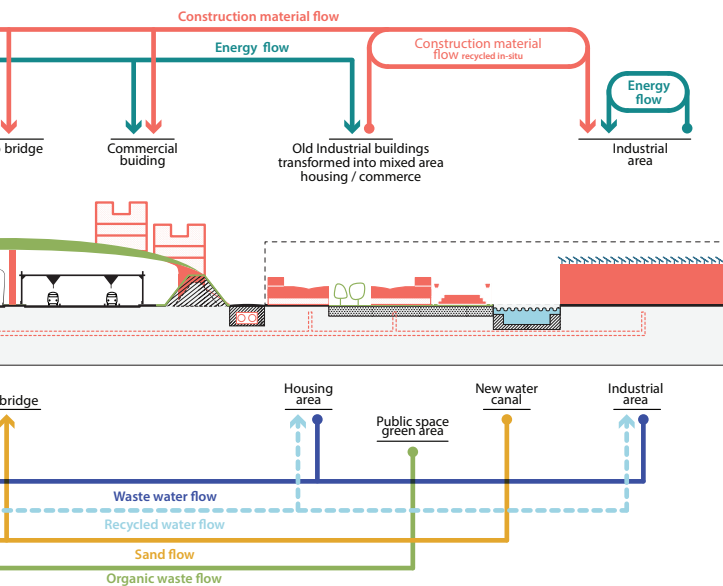 Construction material flow
Energy flow
Construction material
flow recycled in-situ
Energy
flow
bridge
Commercial
buiding
Old Industrial buildings
transformed into mixed area
housing / commerce
Industrial
area
bridge
Housing
area
Public space
green area
New water
canal
Industrial
area
Waste water flow
Recycled water flow
Sand flow
Organic waste flow